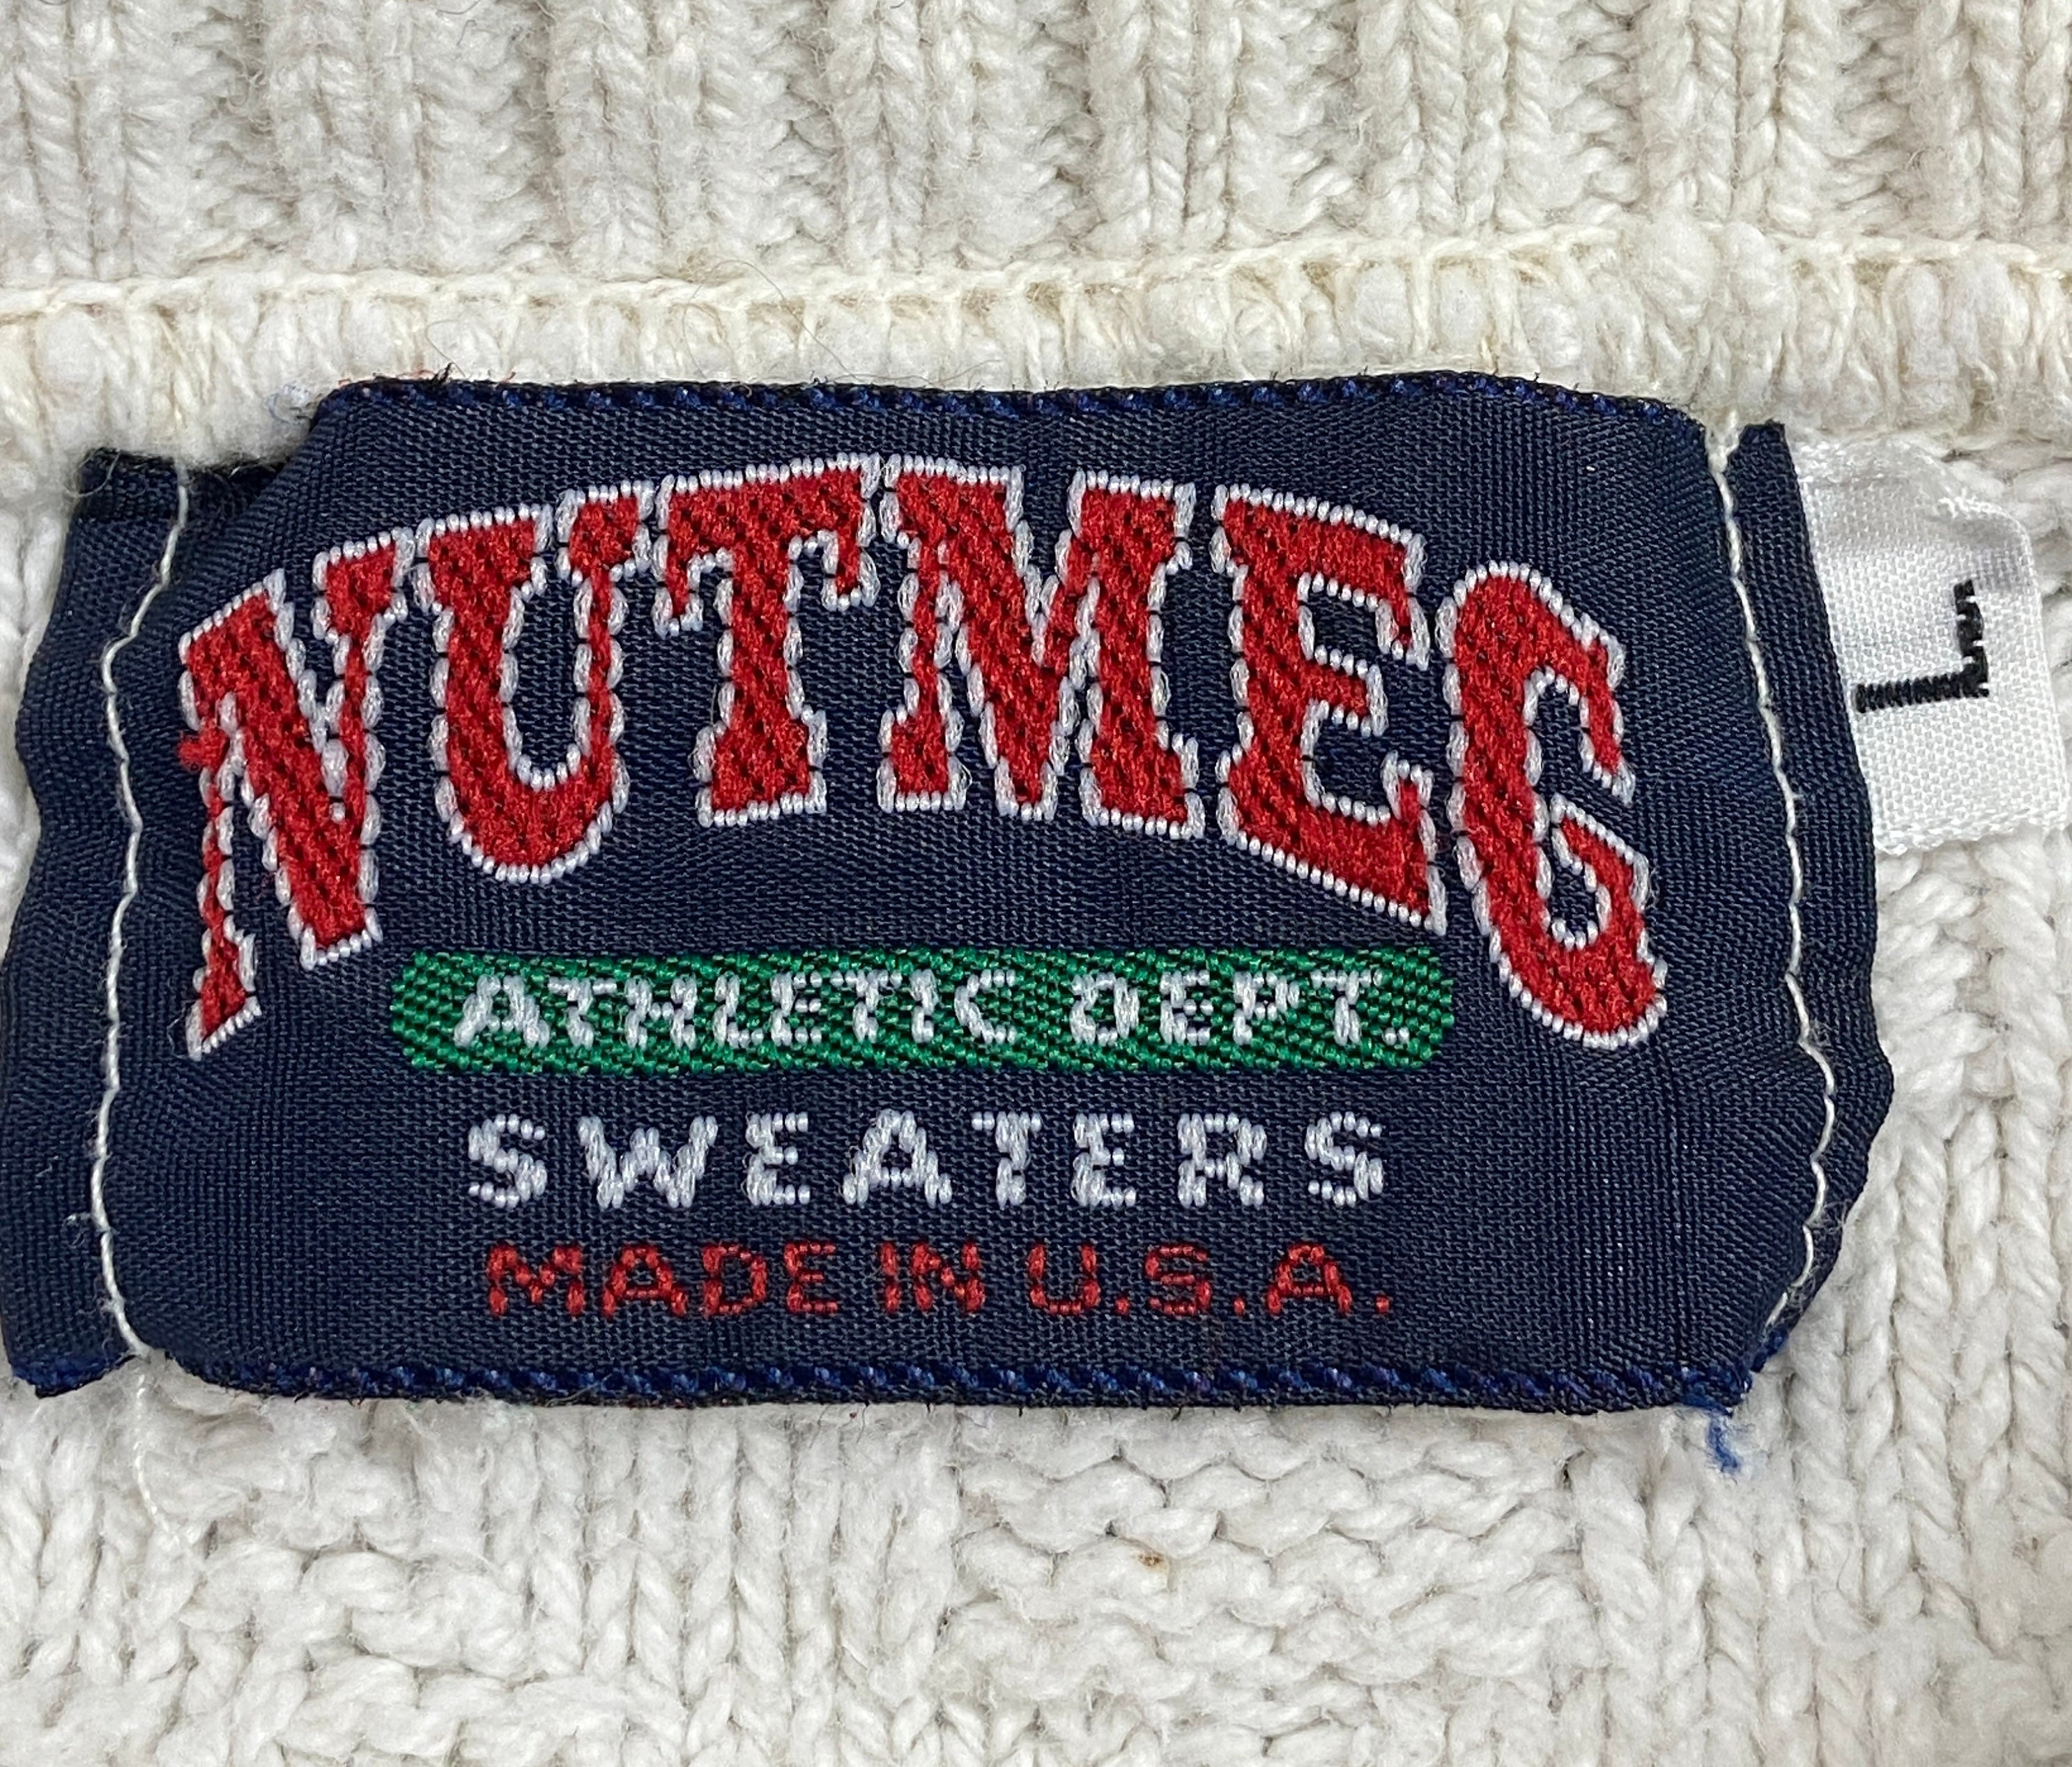 NUTMEG
ATHLETIC DEPT.
SWEATERS
MADE IN U.S.A.
L